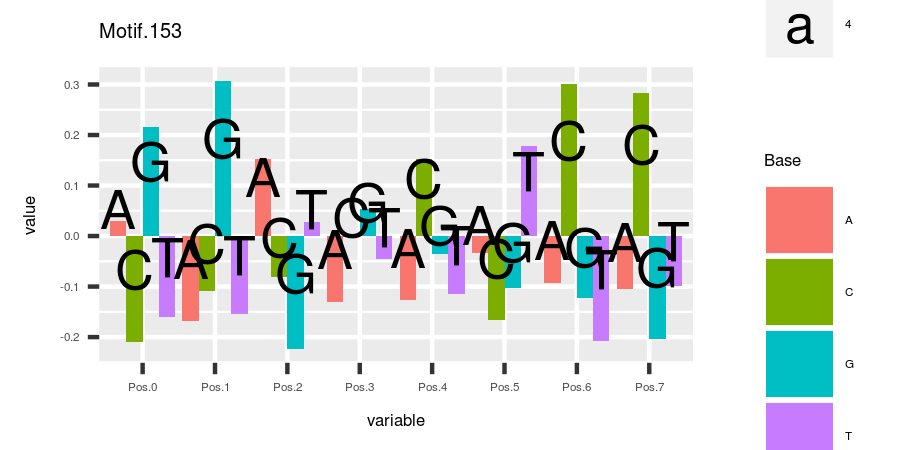 Motif.153
a 4
0.3
0.2
0.1
0.0
-0.1
-0.2
value
A C G T A C G T A C G T A C G T A C G T A C G T A C G T A C G T
Pos.0 Pos.1 Pos.2 Pos.3 Pos.4 Pos.5 Pos.6 Pos.7
variable
Base
A
C
G
T